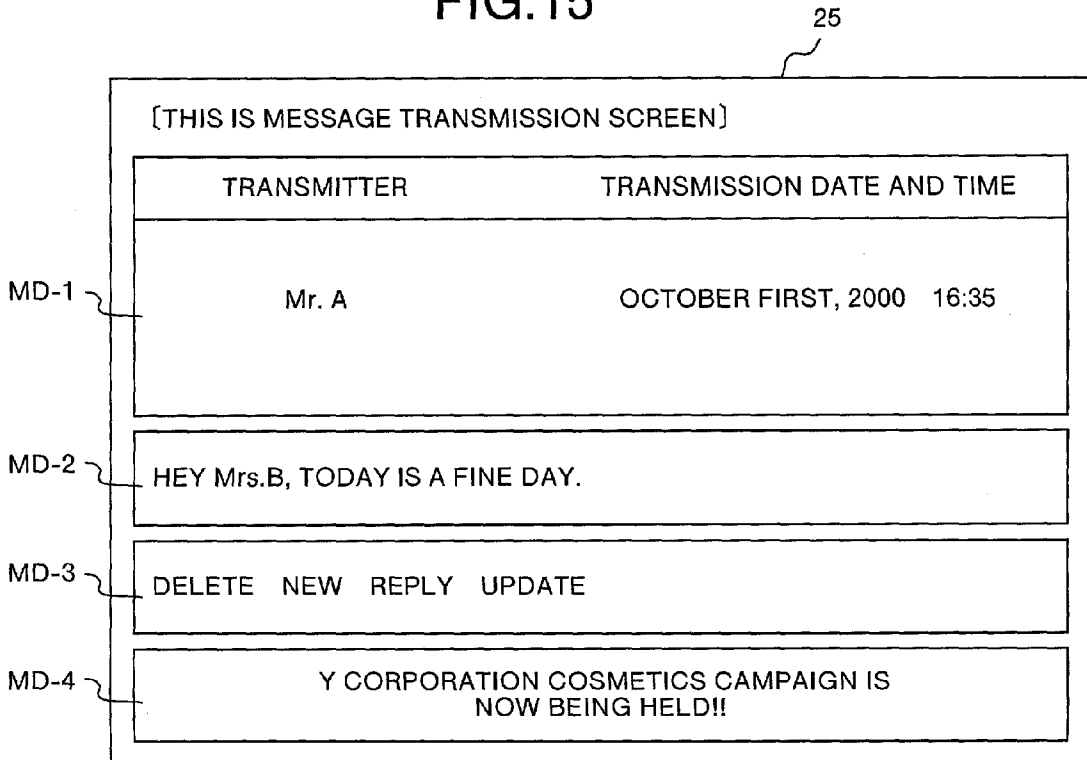 FIG.15
25
[THIS IS MESSAGE TRANSMISSION SCREEN]
TRANSMITTER TRANSMISSION DATE AND TIME
MD-1 Mr. A OCTOBER FIRST, 2000 16:35
MD-2 HEY Mrs.B, TODAY IS A FINE DAY.
MD-3 DELETE NEW REPLY UPDATE
MD-4 Y CORPORATION COSMETICS CAMPAIGN IS
NOW BEING HELD!!